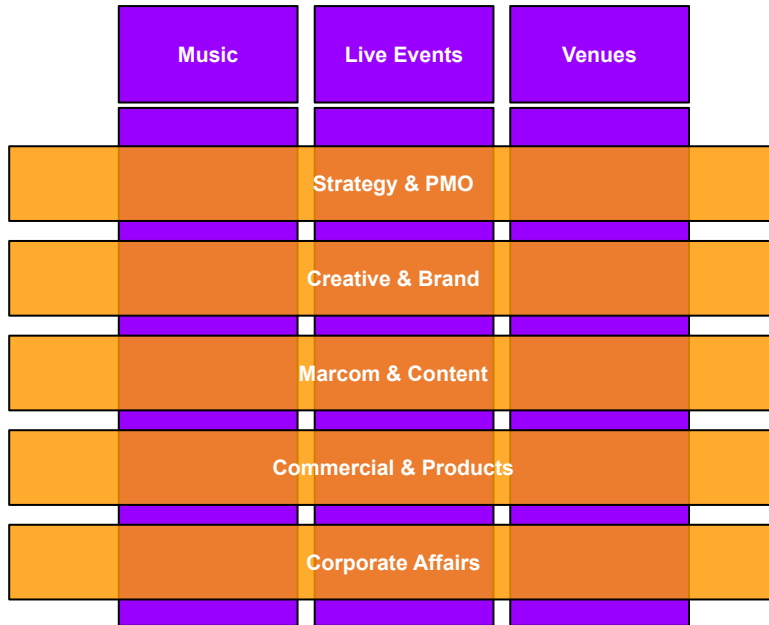 Music
Live Events
Venues
Strategy & PMO
Creative & Brand
Marcom & Content
Commercial & Products
Corporate Affairs